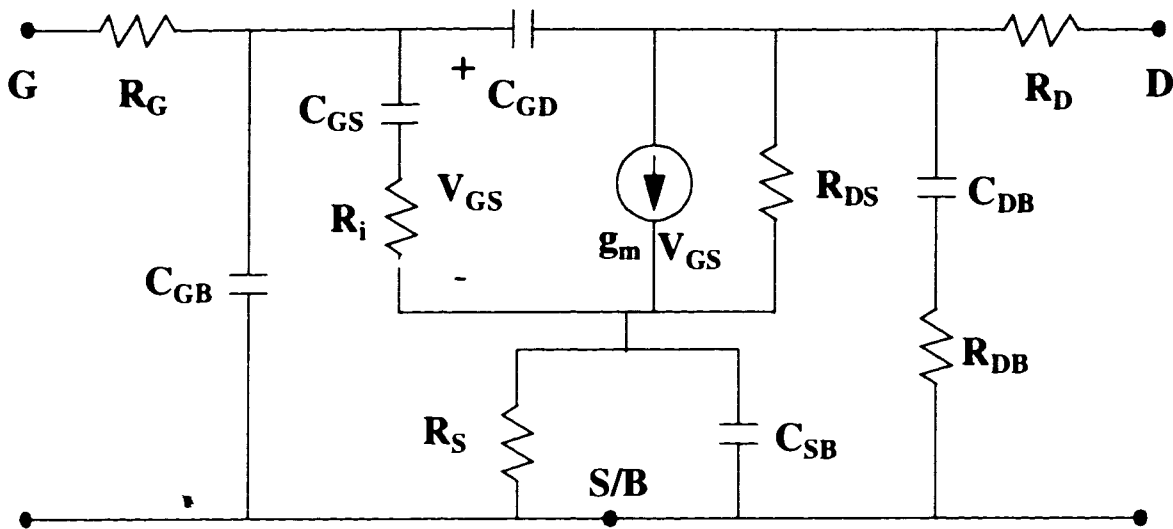 G
R_G
C_GS
+
C_GD
R_D
D
R_i
V_GS
g_m V_GS
R_DS
C_DB
C_GB
-
R_DB
R_S
C_SB
S/B